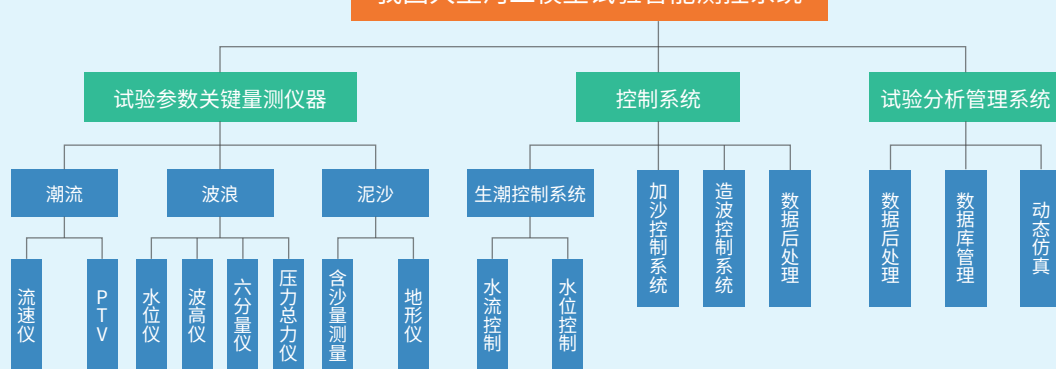 试验参数关键量测仪器
控制系统
试验分析管理系统
潮流
波浪
泥沙
生潮控制系统
加沙控制系统
造波控制系统
数据后处理
数据后处理
数据库管理
动态仿真
流速仪
PTV
水位仪
波高仪
六分量仪
压力总力仪
含沙量测量
地形仪
水流控制
水位控制